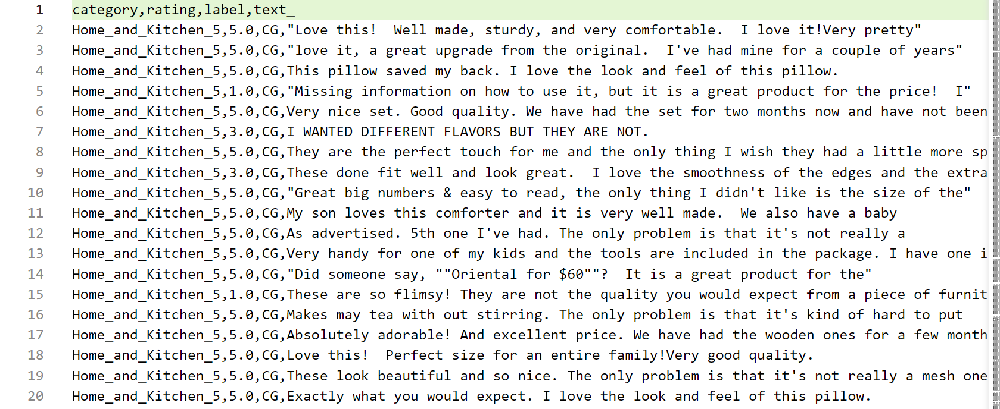 1 category,rating,label,text_
2 Home_and_Kitchen_5,5.0,CG,"Love this!  Well made, sturdy, and very comfortable.  I love it!Very pretty"
3 Home_and_Kitchen_5,5.0,CG,"love it, a great upgrade from the original.  I've had mine for a couple of years"
4 Home_and_Kitchen_5,5.0,CG,This pillow saved my back. I love the look and feel of this pillow.
5 Home_and_Kitchen_5,1.0,CG,"Missing information on how to use it, but it is a great product for the price!  I"
6 Home_and_Kitchen_5,5.0,CG,Very nice set. Good quality. We have had the set for two months now and have not been
7 Home_and_Kitchen_5,3.0,CG,I WANTED DIFFERENT FLAVORS BUT THEY ARE NOT.
8 Home_and_Kitchen_5,5.0,CG,They are the perfect touch for me and the only thing I wish they had a little more sp
9 Home_and_Kitchen_5,3.0,CG,These done fit well and look great.  I love the smoothness of the edges and the extra
10 Home_and_Kitchen_5,5.0,CG,"Great big numbers & easy to read, the only thing I didn't like is the size of the"
11 Home_and_Kitchen_5,5.0,CG,My son loves this comforter and it is very well made.  We also have a baby
12 Home_and_Kitchen_5,5.0,CG,As advertised. 5th one I've had. The only problem is that it's not really a
13 Home_and_Kitchen_5,5.0,CG,Very handy for one of my kids and the tools are included in the package. I have one i
14 Home_and_Kitchen_5,5.0,CG,"Did someone say, ""Oriental for $60""?  It is a great product for the"
15 Home_and_Kitchen_5,1.0,CG,These are so flimsy! They are not the quality you would expect from a piece of furnit
16 Home_and_Kitchen_5,5.0,CG,Makes may tea with out stirring. The only problem is that it's kind of hard to put
17 Home_and_Kitchen_5,5.0,CG,Absolutely adorable! And excellent price. We have had the wooden ones for a few month
18 Home_and_Kitchen_5,5.0,CG,Love this!  Perfect size for an entire family!Very good quality.
19 Home_and_Kitchen_5,5.0,CG,These look beautiful and so nice. The only problem is that it's not really a mesh one
20 Home_and_Kitchen_5,5.0,CG,Exactly what you would expect. I love the look and feel of this pillow.